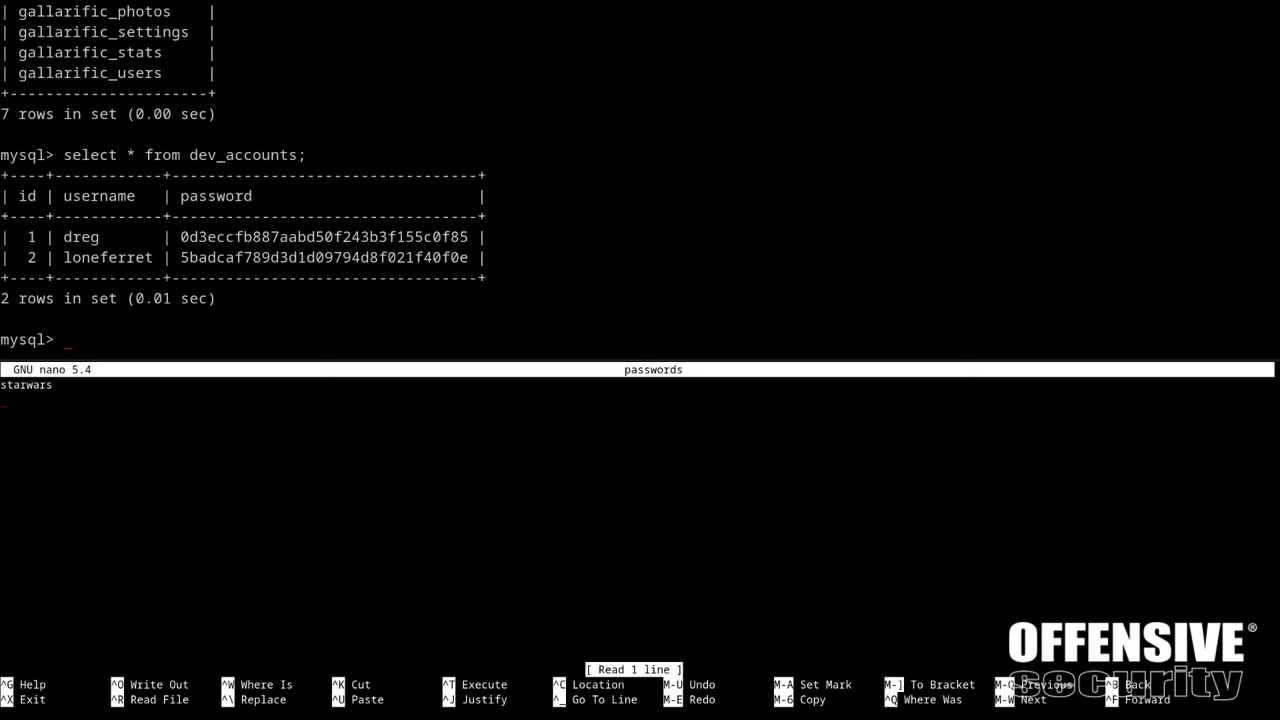 | gallarific_photos    |
| gallarific_settings  |
| gallarific_stats     |
| gallarific_users     |
+----------------------+
7 rows in set (0.00 sec)
mysql> select * from dev_accounts;
+----+------------+----------------------------------+
| id | username   | password                         |
+----+------------+----------------------------------+
|  1 | dreg       | 0d3eccfb887aabd50f243b3f155c0f85 |
|  2 | loneferret | 5badcaf789d3d1d09794d8f021f40f0e |
+----+------------+----------------------------------+
2 rows in set (0.01 sec)
mysql> _
GNU nano 5.4 passwords
starwars
[ Read 1 line ]
^G Help ^O Write Out ^W Where Is ^K Cut ^T Execute ^C Location M-U Undo M-A Set Mark M-] To Bracket M-Q Previous ^B Back
^X Exit ^R Read File ^\ Replace ^U Paste ^J Justify ^_ Go To Line M-E Redo M-6 Copy ^Q Where Was M-W Next ^F Forward
OFFENSIVE®
security